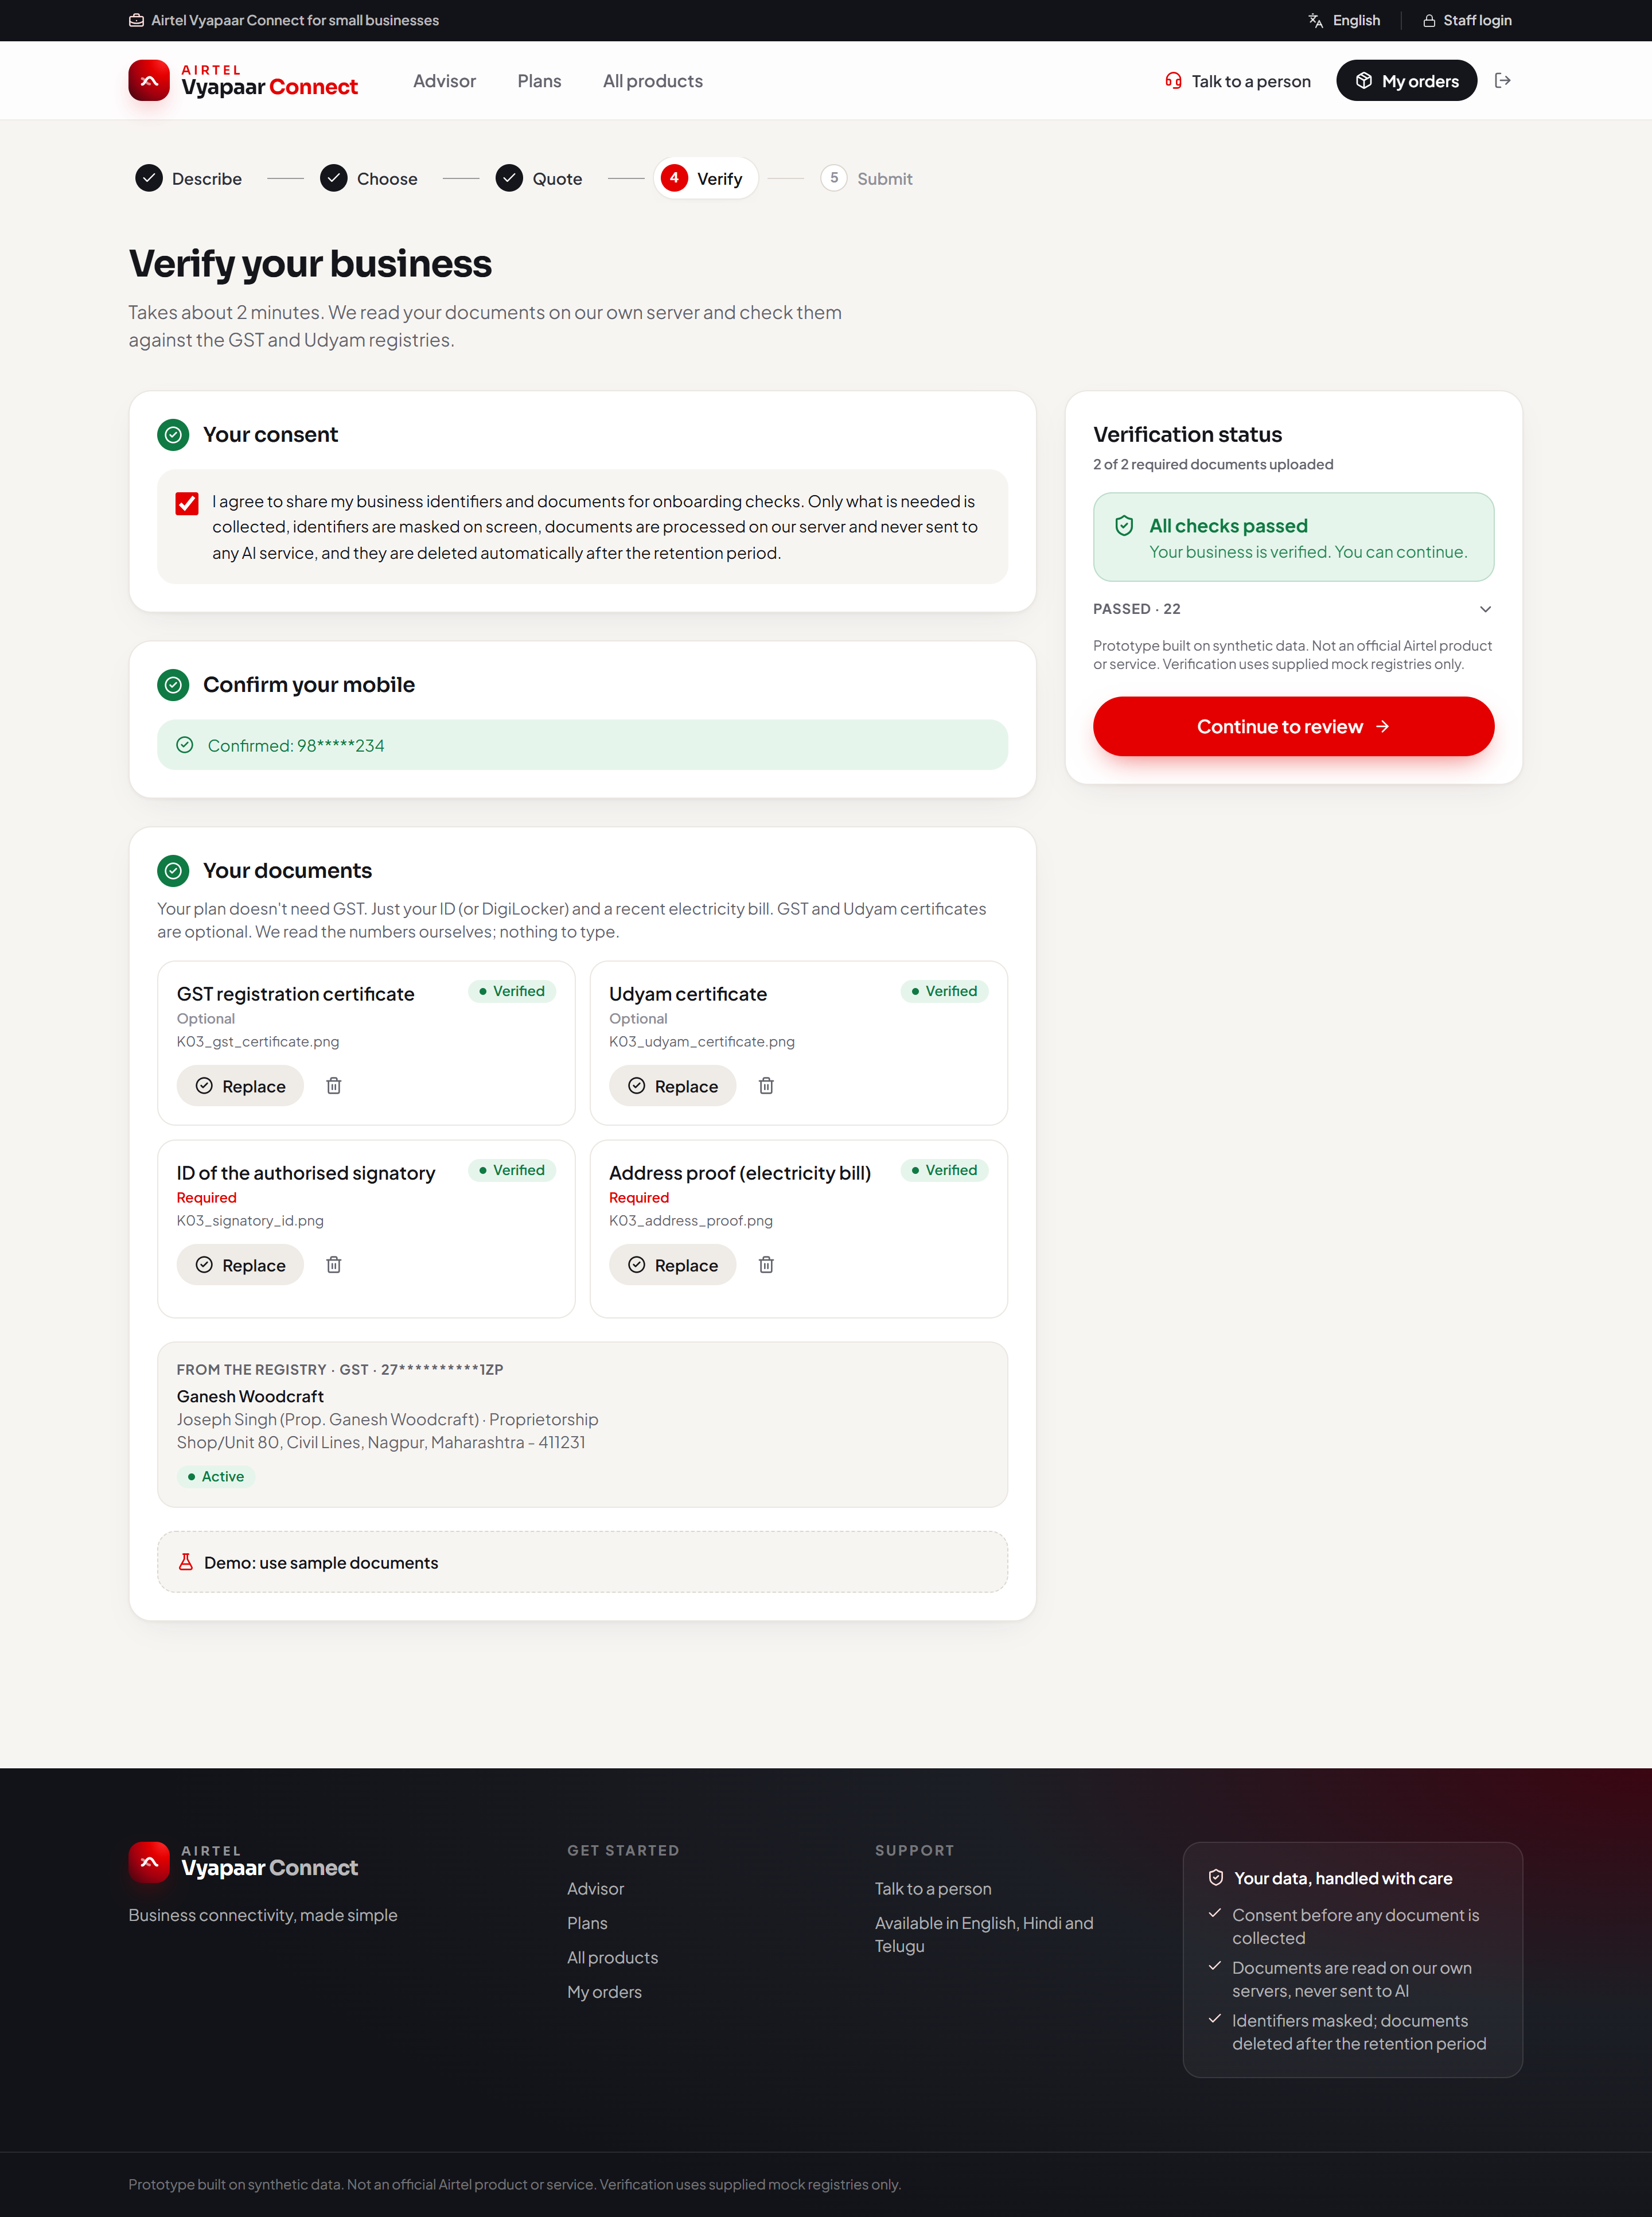 Airtel Vyapaar Connect for small businesses
English
Staff login
AIRTEL
Vyapaar Connect
Advisor
Plans
All products
Talk to a person
My orders
Describe
Choose
Quote
4
Verify
5
Submit
Verify your business
Takes about 2 minutes. We read your documents on our own server and check them
against the GST and Udyam registries.
Your consent
I agree to share my business identifiers and documents for onboarding checks. Only what is needed is
collected, identifiers are masked on screen, documents are processed on our server and never sent to
any AI service, and they are deleted automatically after the retention period.
Confirm your mobile
Confirmed: 98*****234
Your documents
Your plan doesn't need GST. Just your ID (or DigiLocker) and a recent electricity bill. GST and Udyam certificates
are optional. We read the numbers ourselves; nothing to type.
GST registration certificate
Verified
Optional
K03_gst_certificate.png
Replace
Udyam certificate
Verified
Optional
K03_udyam_certificate.png
Replace
ID of the authorised signatory
Verified
Required
K03_signatory_id.png
Replace
Address proof (electricity bill)
Verified
Required
K03_address_proof.png
Replace
FROM THE REGISTRY · GST · 27**********1ZP
Ganesh Woodcraft
Joseph Singh (Prop. Ganesh Woodcraft) · Proprietorship
Shop/Unit 80, Civil Lines, Nagpur, Maharashtra - 411231
Active
Demo: use sample documents
Verification status
2 of 2 required documents uploaded
All checks passed
Your business is verified. You can continue.
PASSED · 22
Prototype built on synthetic data. Not an official Airtel product
or service. Verification uses supplied mock registries only.
Continue to review
AIRTEL
Vyapaar Connect
Business connectivity, made simple
GET STARTED
Advisor
Plans
All products
My orders
SUPPORT
Talk to a person
Available in English, Hindi and
Telugu
Your data, handled with care
Consent before any document is
collected
Documents are read on our own
servers, never sent to AI
Identifiers masked; documents
deleted after the retention period
Prototype built on synthetic data. Not an official Airtel product or service. Verification uses supplied mock registries only.